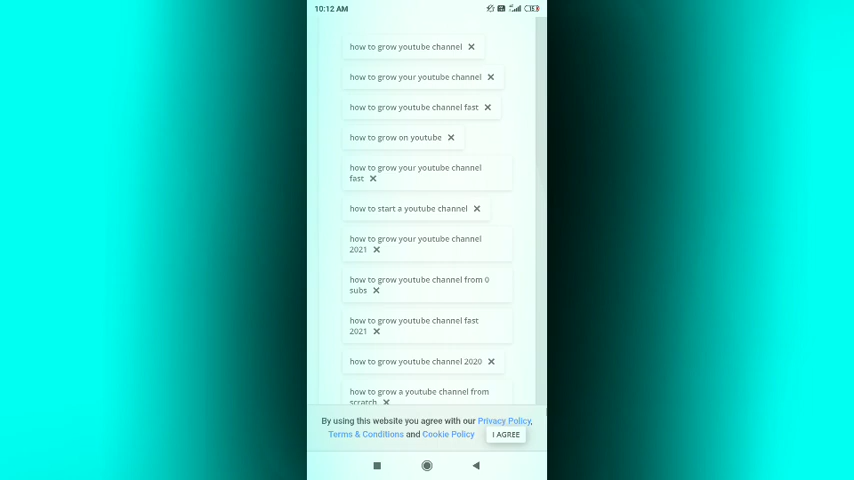 10:12 AM
how to grow youtube channel ✕
how to grow your youtube channel ✕
how to grow youtube channel fast ✕
how to grow on youtube ✕
how to grow your youtube channel
fast ✕
how to start a youtube channel ✕
how to grow your youtube channel
2021 ✕
how to grow youtube channel from 0
subs ✕
how to grow youtube channel fast
2021 ✕
how to grow youtube channel 2020 ✕
how to grow a youtube channel from
scratch ✕
By using this website you agree with our Privacy Policy,
Terms & Conditions and Cookie Policy I AGREE